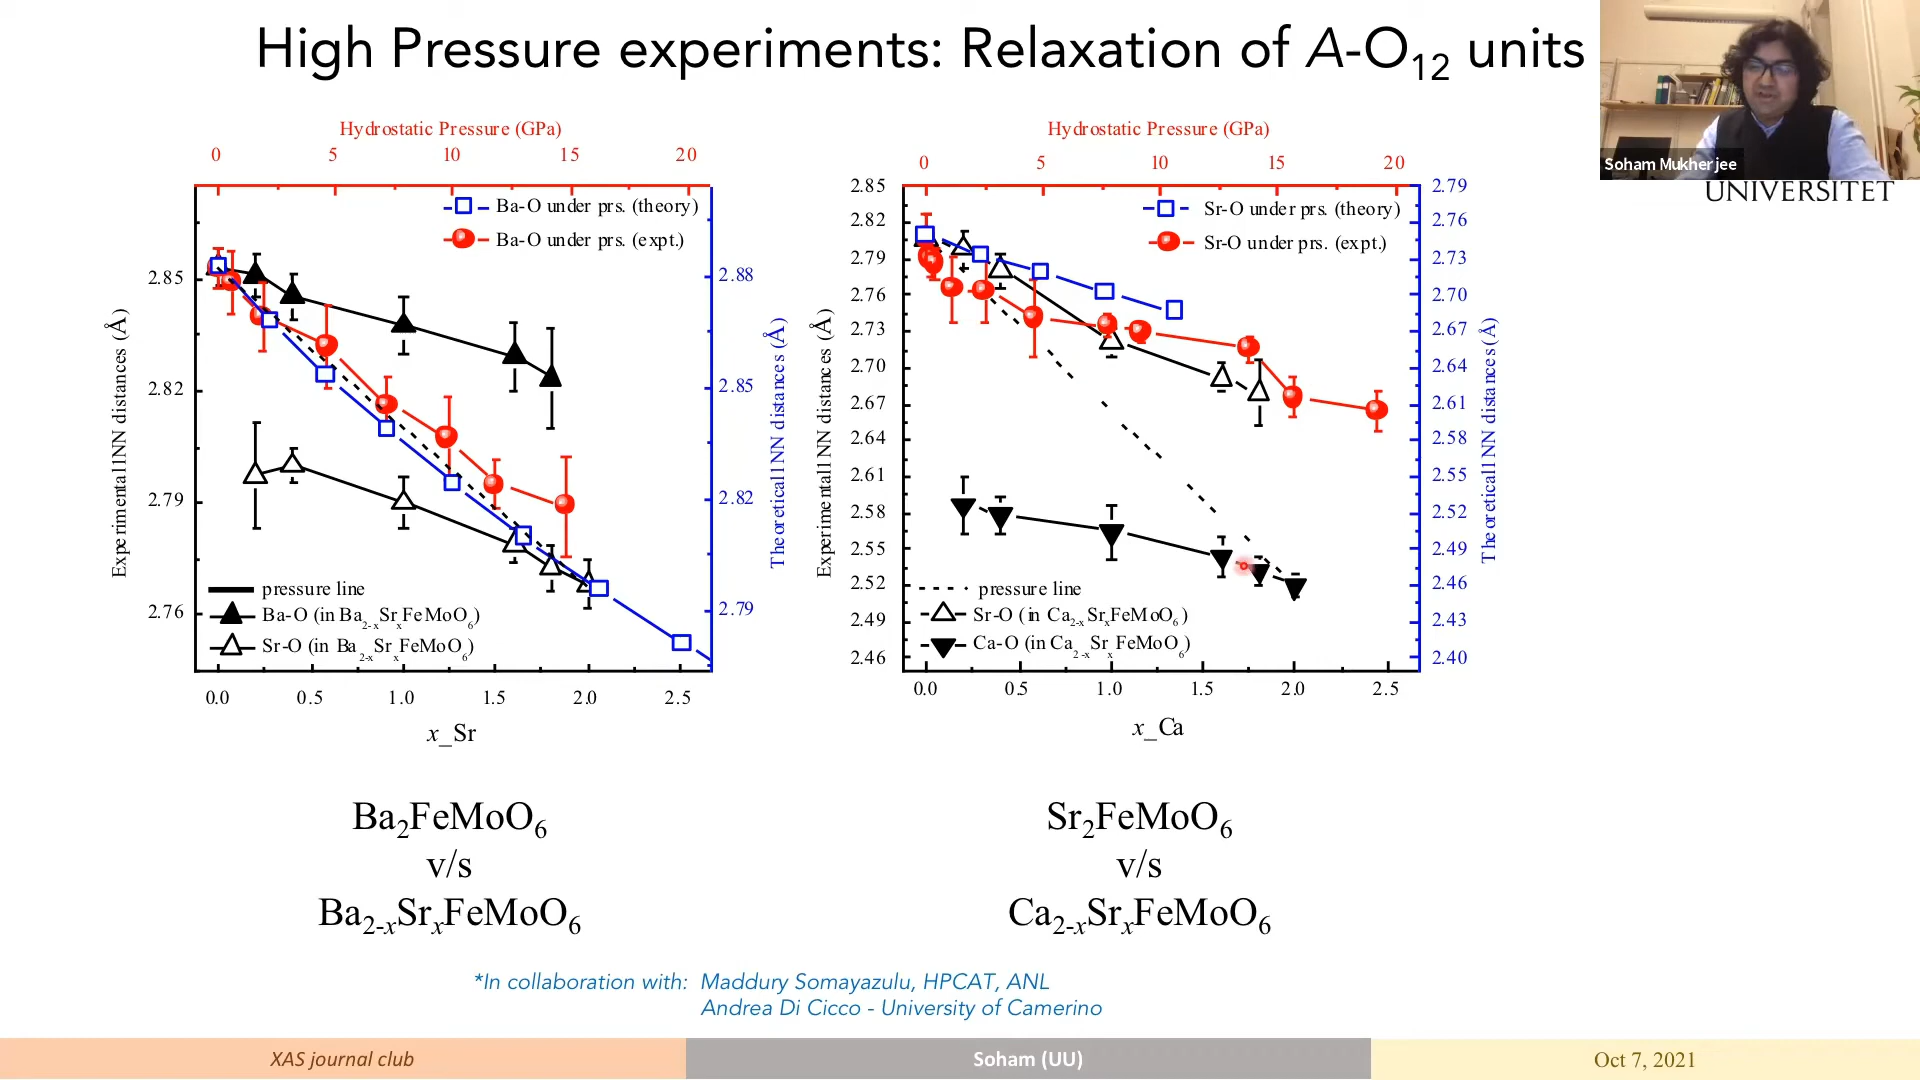 High Pressure experiments: Relaxation of A-O12 units
Soham Mukherjee
UNIVERSITET
Hydrostatic Pressure (GPa)
0 5 10 15 20
Ba-O under prs. (theory)
Ba-O under prs. (expt.)
2.85
2.82
2.79
2.76
Experimental NN distances (Å)
2.88
2.85
2.82
2.79
Theoretical NN distances (Å)
pressure line
Ba-O (in Ba2-xSrxFeMoO6)
Sr-O (in Ba2-xSrxFeMoO6)
0.0 0.5 1.0 1.5 2.0 2.5
x_Sr
Hydrostatic Pressure (GPa)
0 5 10 15 20
Sr-O under prs. (theory)
Sr-O under prs. (expt.)
2.85
2.82
2.79
2.76
2.73
2.70
2.67
2.64
2.61
2.58
2.55
2.52
2.49
2.46
Experimental NN distances (Å)
2.79
2.76
2.73
2.70
2.67
2.64
2.61
2.58
2.55
2.52
2.49
2.46
2.43
2.40
Theoretical NN distances (Å)
pressure line
Sr-O (in Ca2-xSrxFeMoO6)
Ca-O (in Ca2-xSrxFeMoO6)
0.0 0.5 1.0 1.5 2.0 2.5
x_Ca
Ba2FeMoO6
v/s
Ba2-xSrxFeMoO6
Sr2FeMoO6
v/s
Ca2-xSrxFeMoO6
*In collaboration with: Maddury Somayazulu, HPCAT, ANL
Andrea Di Cicco - University of Camerino
XAS journal club
Soham (UU)
Oct 7, 2021